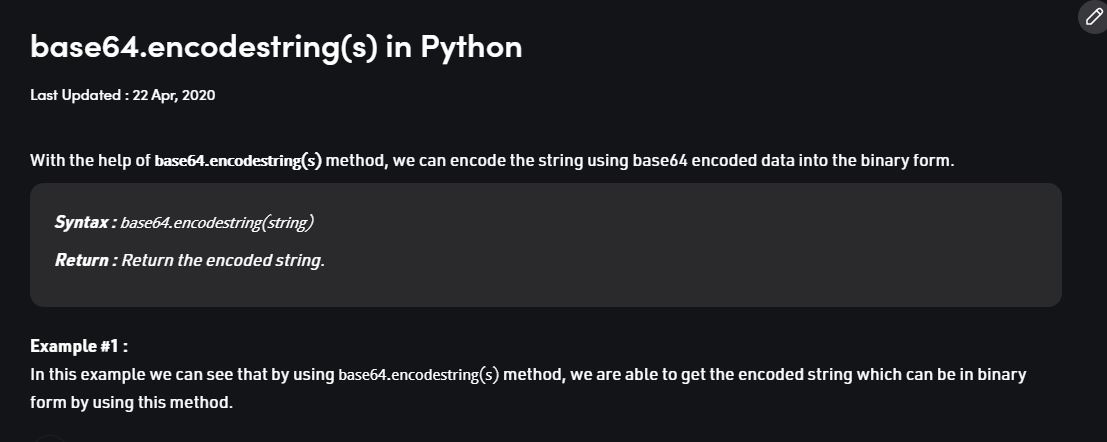 base64.encodestring(s) in Python
Last Updated : 22 Apr, 2020
With the help of base64.encodestring(s) method, we can encode the string using base64 encoded data into the binary form.
Syntax : base64.encodestring(string)
Return : Return the encoded string.
Example #1 :
In this example we can see that by using base64.encodestring(s) method, we are able to get the encoded string which can be in binary
form by using this method.